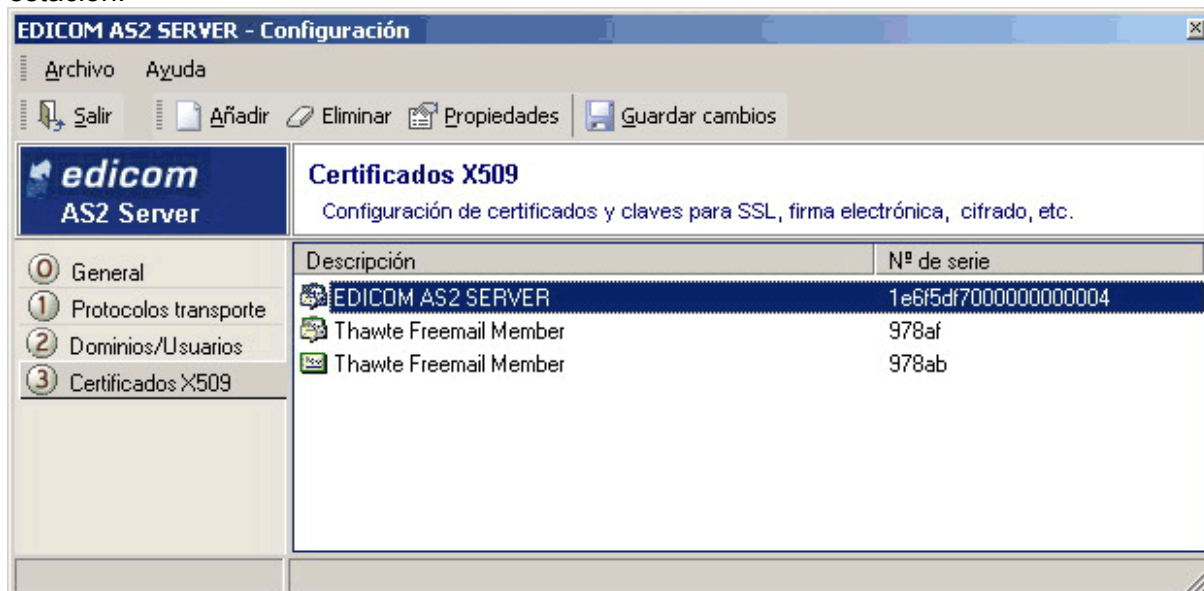 EDICOM AS2 SERVER - Configuración
Archivo Ayuda
Salir Añadir Eliminar Propiedades Guardar cambios
edicom
AS2 Server
Certificados X509
Configuración de certificados y claves para SSL, firma electrónica, cifrado, etc.
0 General
1 Protocolos transporte
2 Dominios/Usuarios
3 Certificados X509
Descripción Nº de serie
EDICOM AS2 SERVER 1e6f5df7000000000004
Thawte Freemail Member 978af
Thawte Freemail Member 978ab